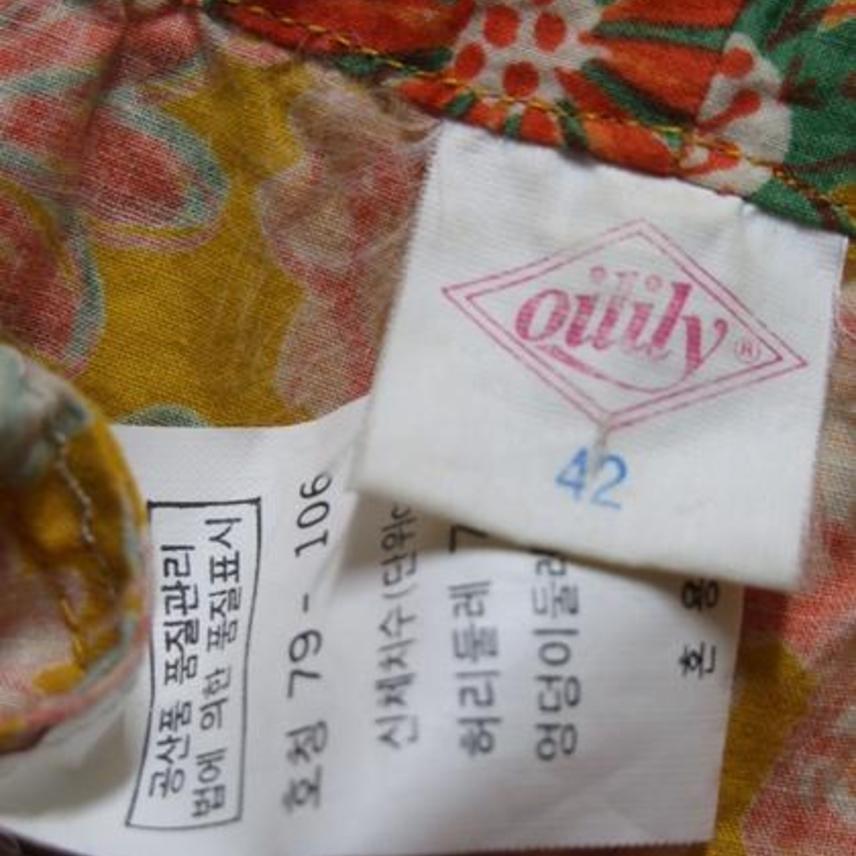 oilily®
42
공산품 품질관리
법에 의한 품질표시
호칭 79 - 106
신체치수(단위
허리둘레 7
엉덩이둘레
혼 용